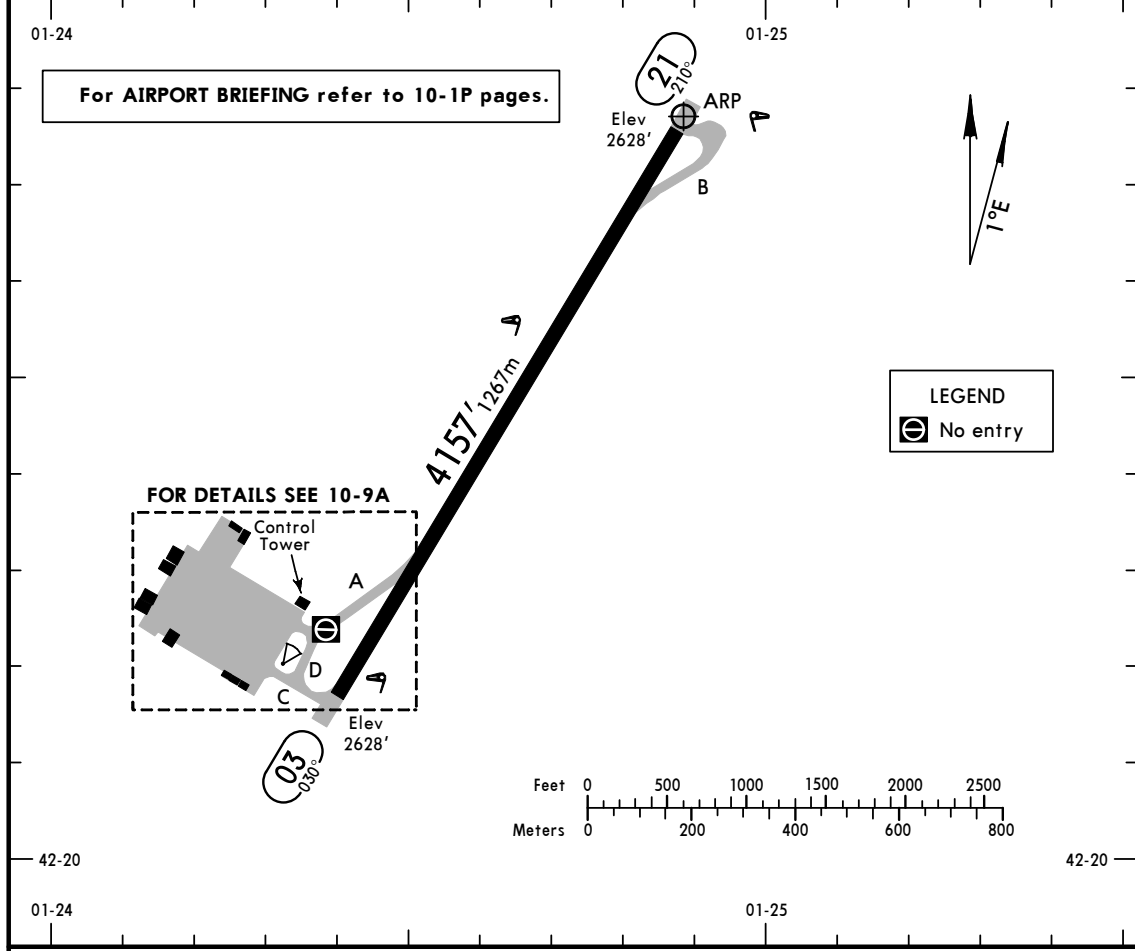 01-24
01-25
For AIRPORT BRIEFING refer to 10-1P pages.
21
210°
ARP
Elev
2628'
B
1°E
4157'
1267m
LEGEND
No entry
FOR DETAILS SEE 10-9A
Control
Tower
A
D
C
Elev
2628'
03
030°
Feet 0 500 1000 1500 2000 2500
Meters 0 200 400 600 800
42-20
42-20
01-24
01-25